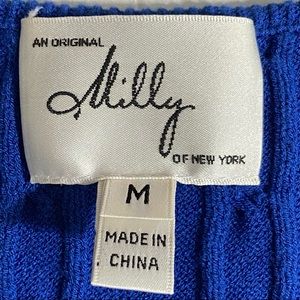 AN ORIGINAL
Milly
OF NEW YORK
M
MADE IN
CHINA